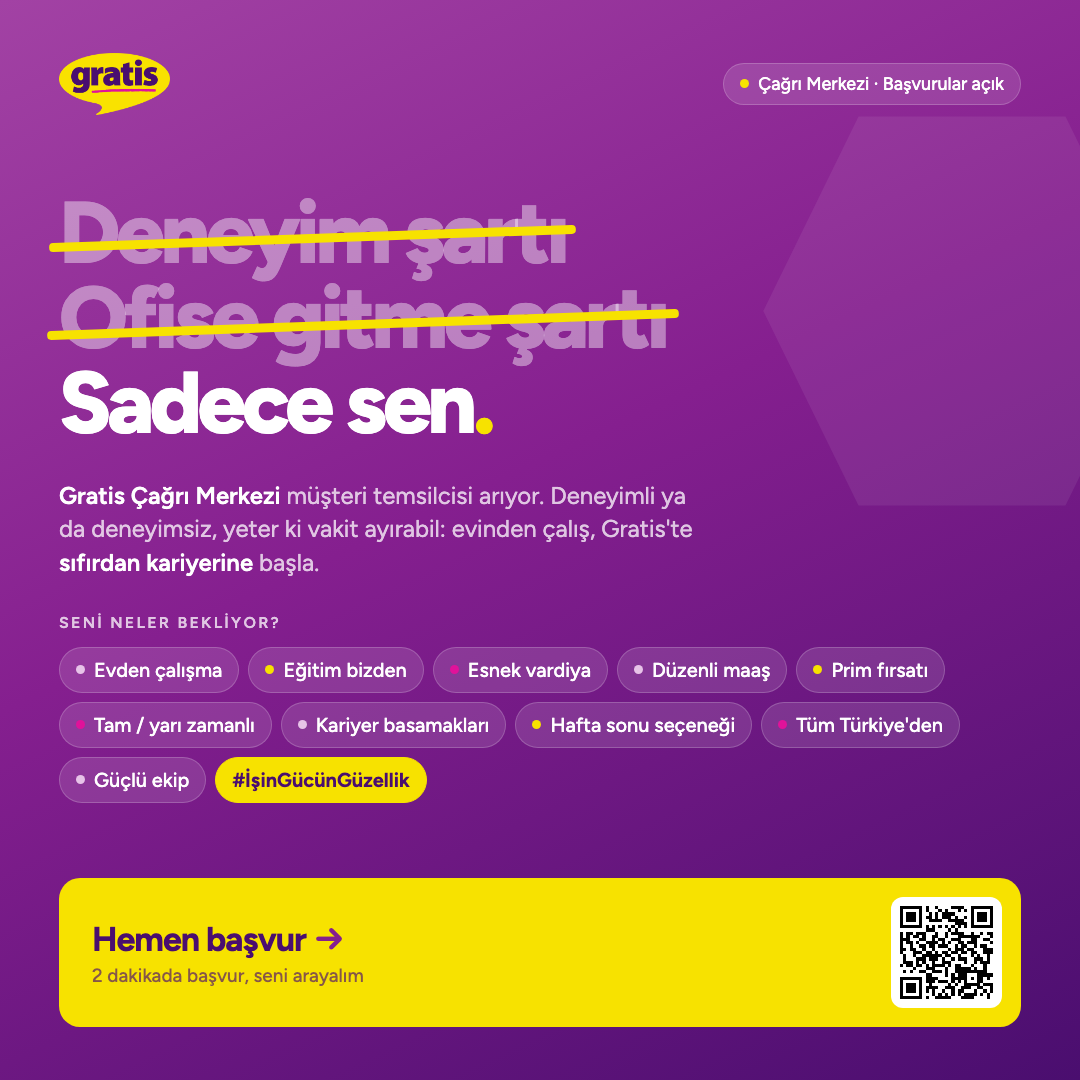 gratis
Çağrı Merkezi · Başvurular açık
Deneyim şartı
Ofise gitme şartı
Sadece sen.
Gratis Çağrı Merkezi müşteri temsilcisi arıyor. Deneyimli ya
da deneyimsiz, yeter ki vakit ayırabil: evinden çalış, Gratis'te
sıfırdan kariyerine başla.
SENİ NELER BEKLİYOR?
Evden çalışma Eğitim bizden Esnek vardiya Düzenli maaş Prim fırsatı
Tam / yarı zamanlı Kariyer basamakları Hafta sonu seçeneği Tüm Türkiye'den
Güçlü ekip #İşinGücünGüzellik
Hemen başvur →
2 dakikada başvur, seni arayalım